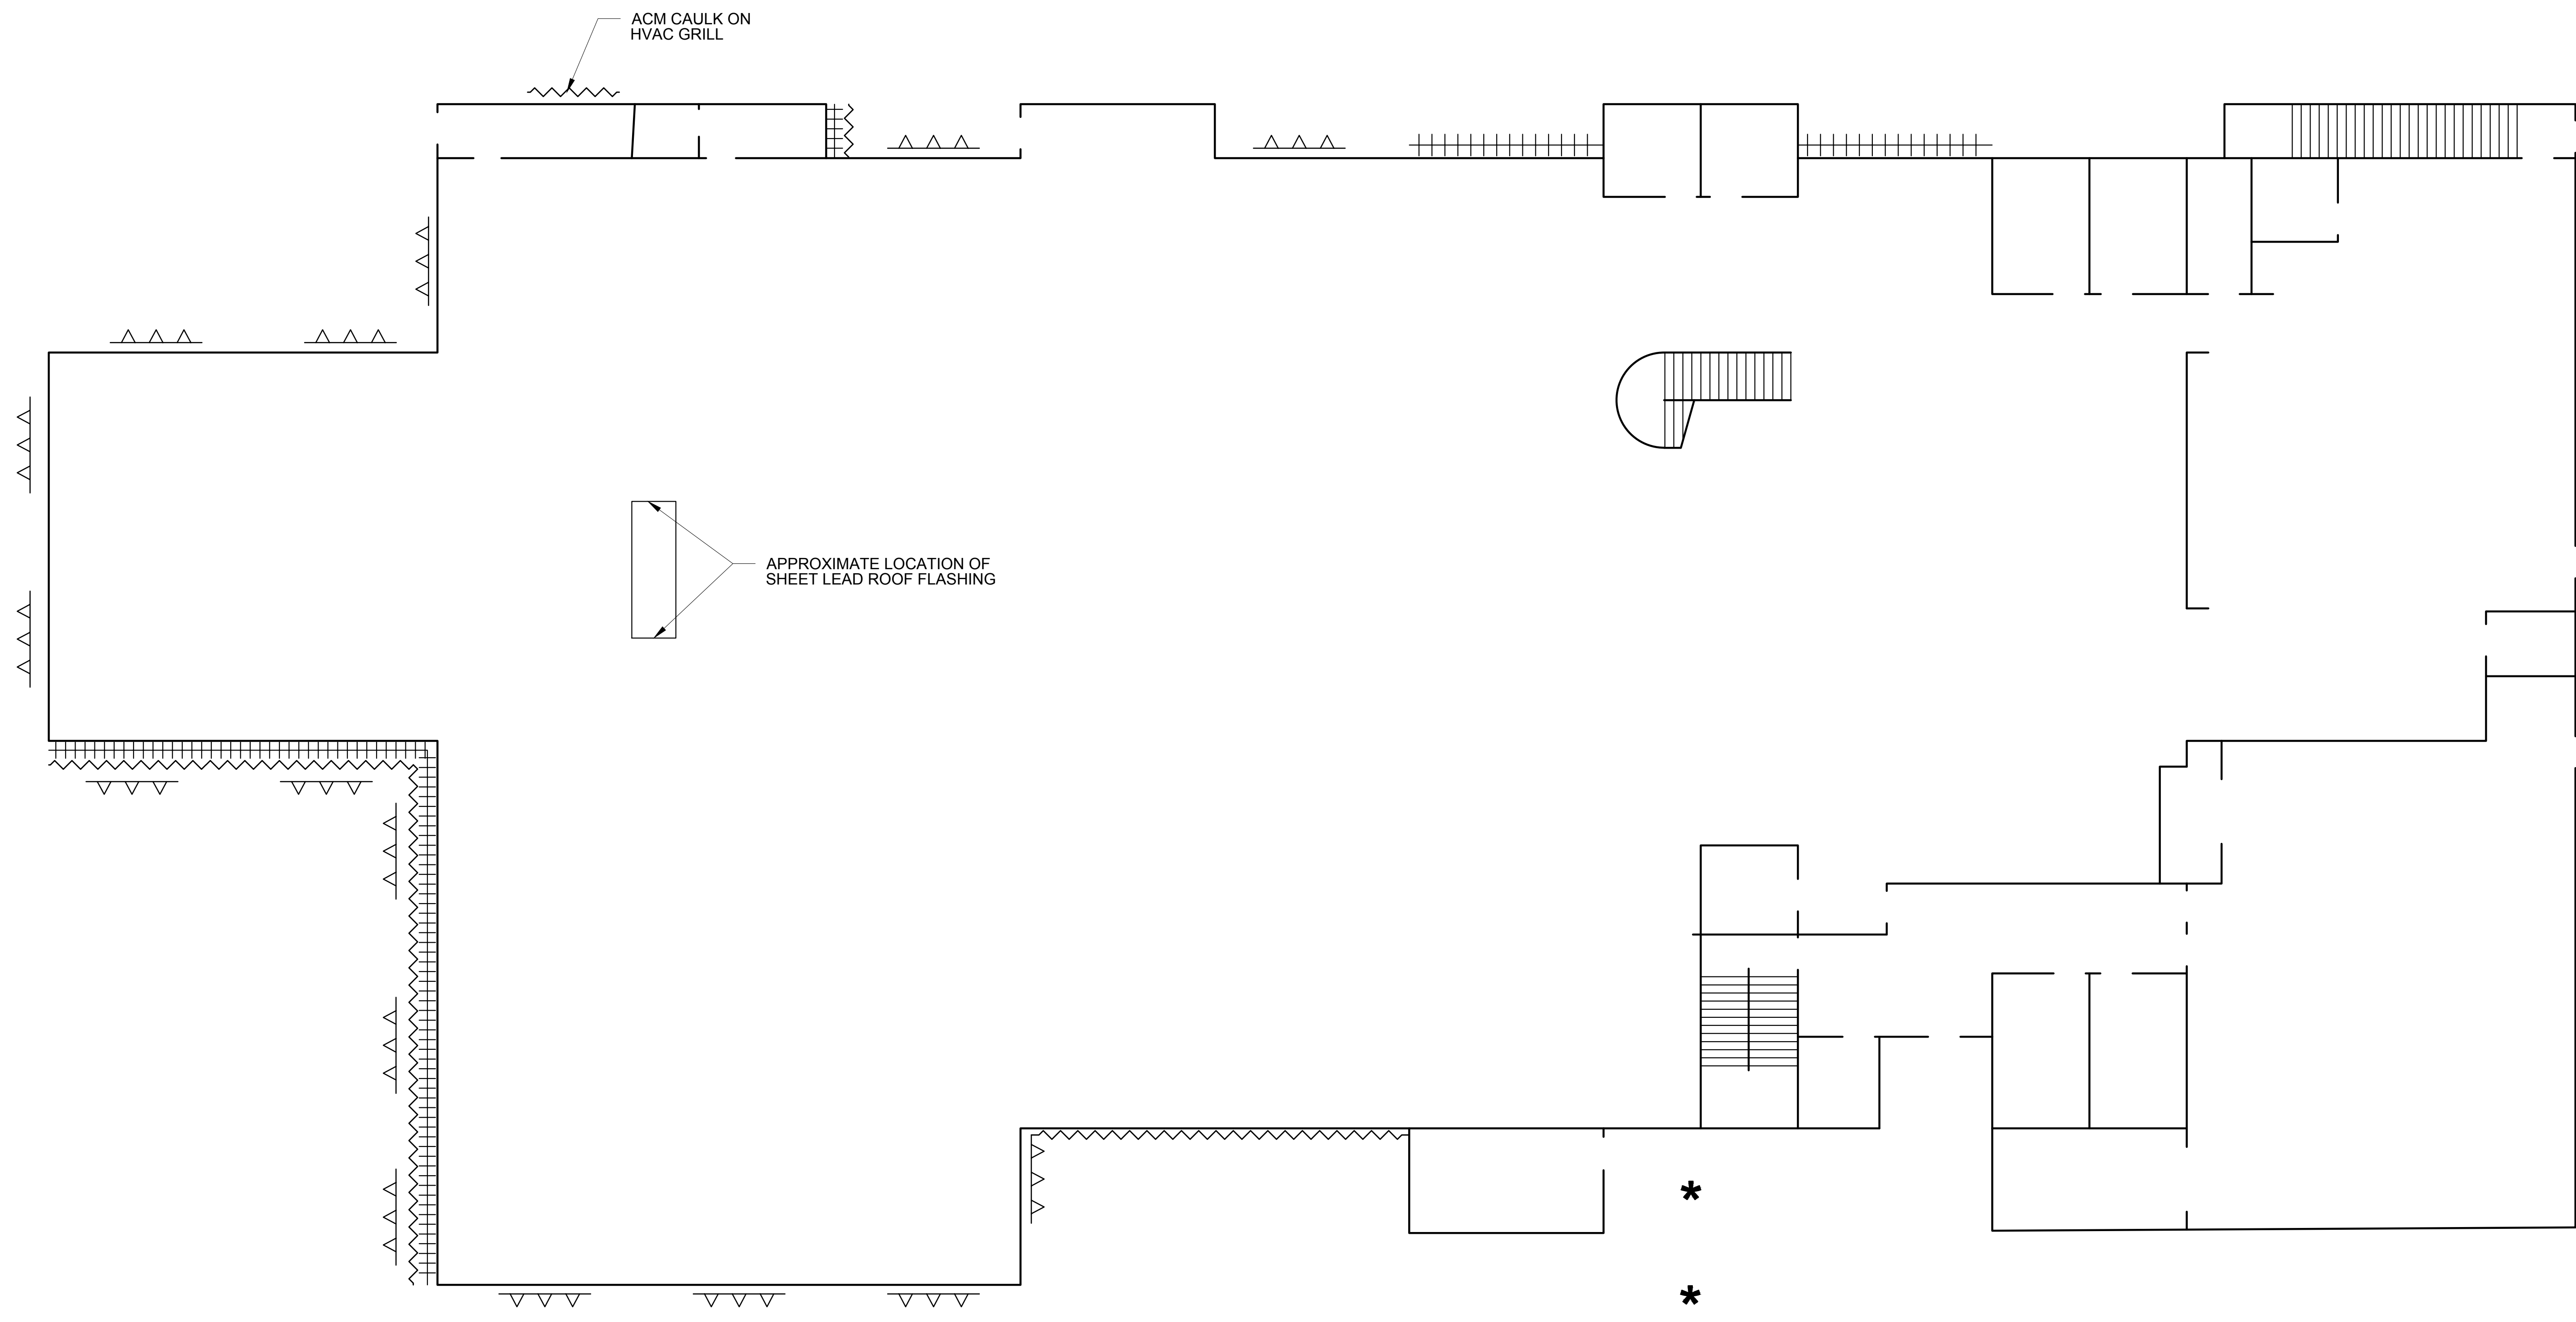 ACM CAULK ON
HVAC GRILL
APPROXIMATE LOCATION OF
SHEET LEAD ROOF FLASHING
*
*